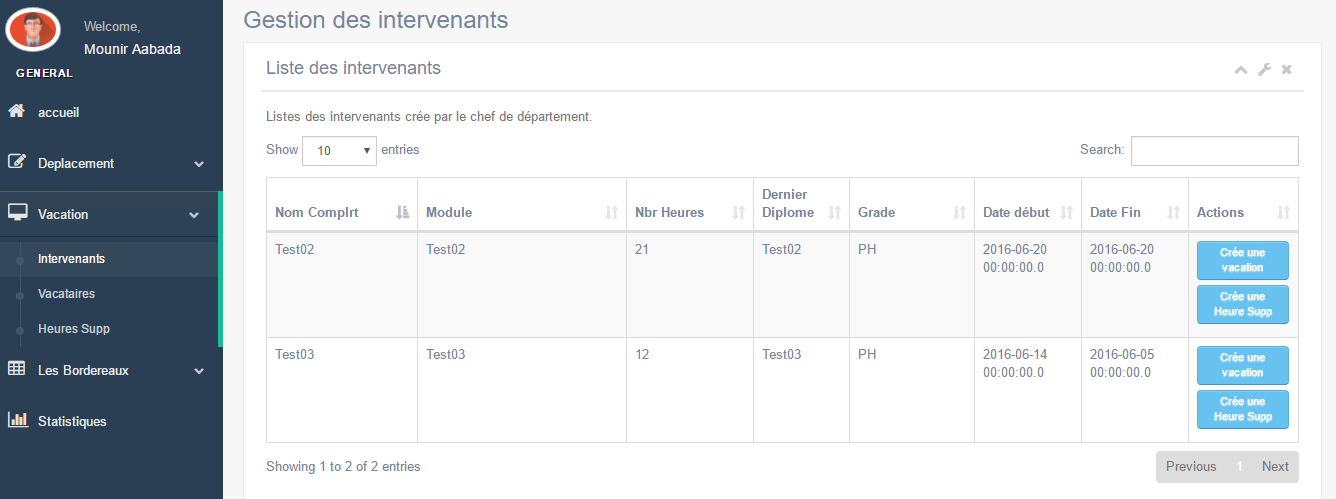 Welcome,
Mounir Aabada
GENERAL
accueil
Deplacement
Vacation
Intervenants
Vacataires
Heures Supp
Les Bordereaux
Statistiques
Gestion des intervenants
Liste des intervenants
Listes des intervenants crée par le chef de département.
Show 10 entries
Search:
Nom Complrt Module Nbr Heures Dernier Diplome Grade Date début Date Fin Actions
Test02 Test02 21 Test02 PH 2016-06-20 00:00:00.0 2016-06-20 00:00:00.0
Crée une
vacation
Crée une
Heure Supp
Test03 Test03 12 Test03 PH 2016-06-14 00:00:00.0 2016-06-05 00:00:00.0
Crée une
vacation
Crée une
Heure Supp
Showing 1 to 2 of 2 entries
Previous 1 Next